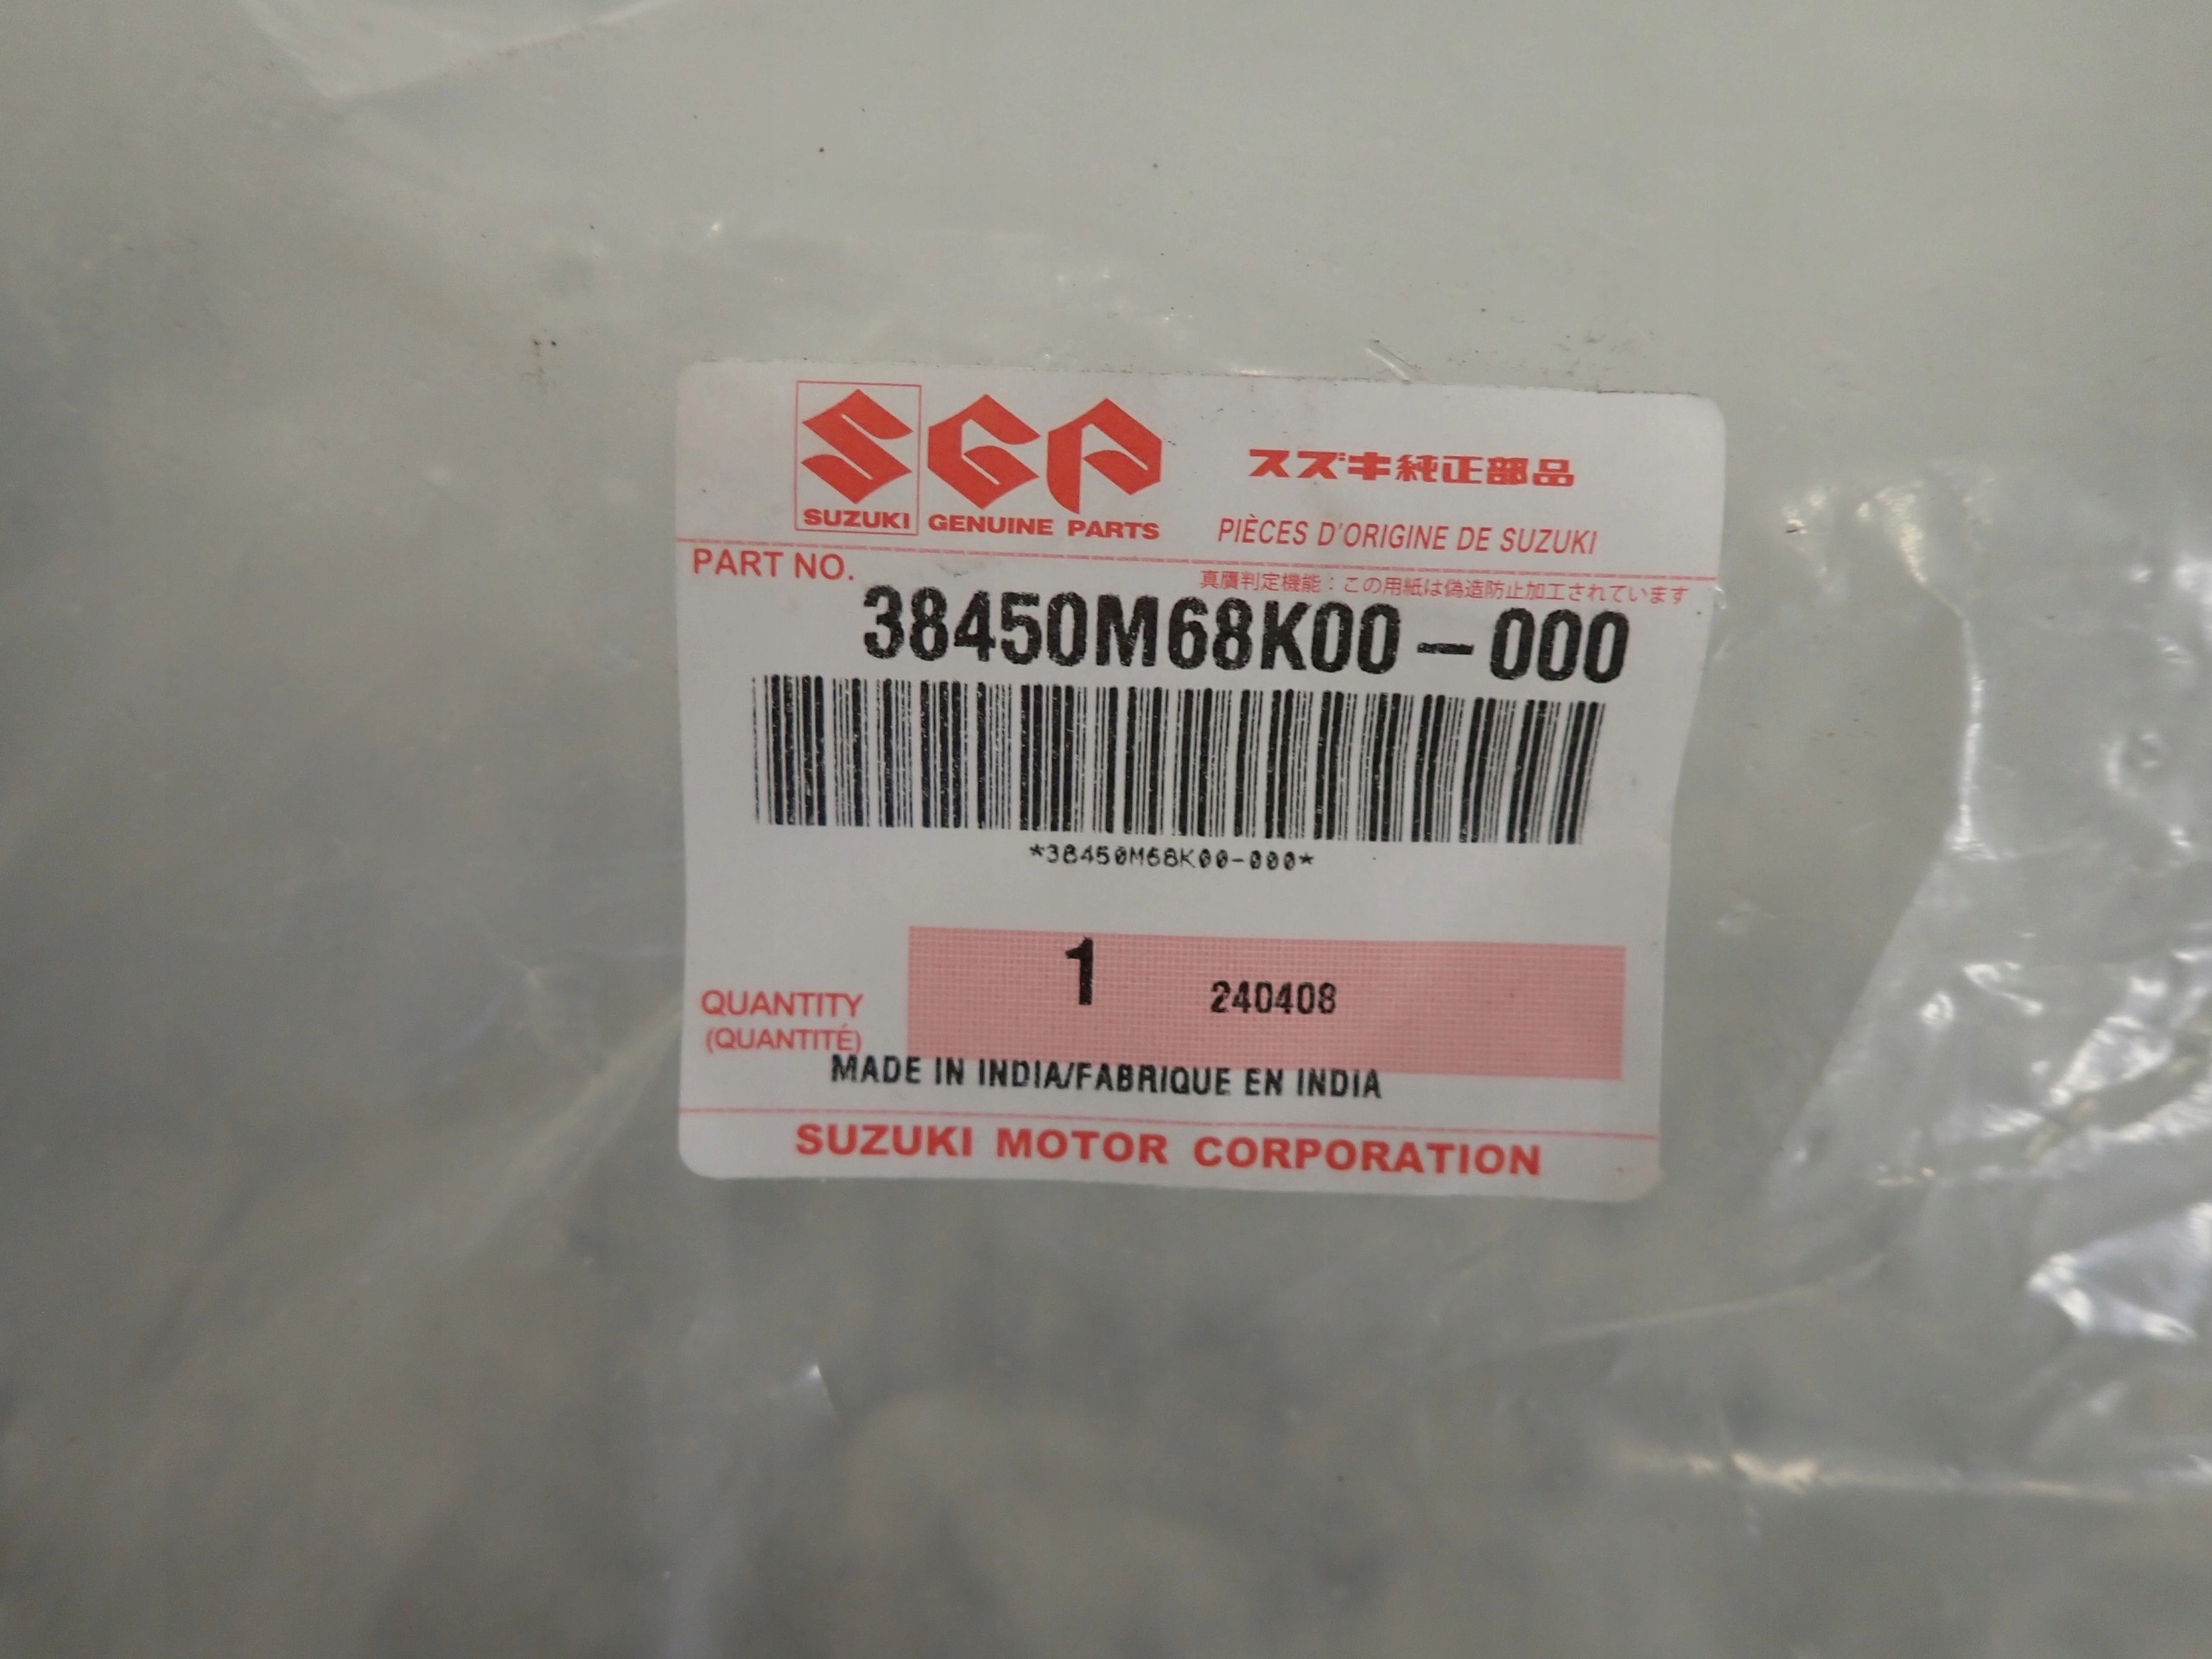 SGP スズキ純正部品
SUZUKI GENUINE PARTS PIÈCES D'ORIGINE DE SUZUKI
PART NO.
真贋判定機能：この用紙は偽造防止加工されています
38450M68K00-000
*38450M68K00-000*
QUANTITY 1 240408
(QUANTITÉ)
MADE IN INDIA/FABRIQUE EN INDIA
SUZUKI MOTOR CORPORATION